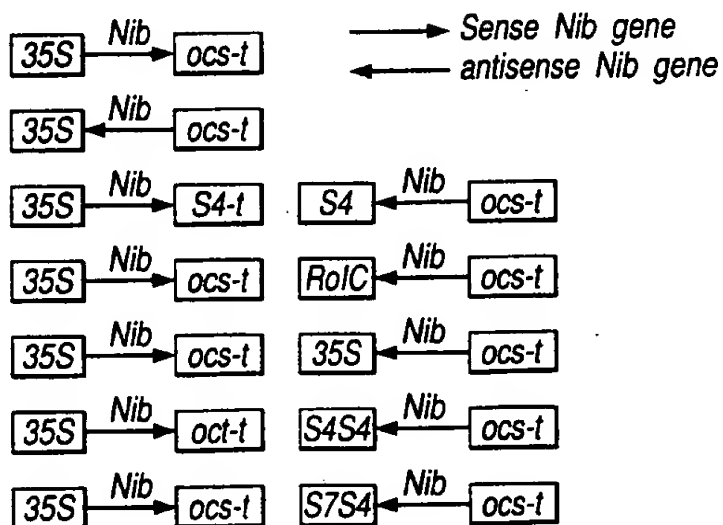 Nib
35S ocs-t
Sense Nib gene
antisense Nib gene
Nib
35S ocs-t
Nib Nib
35S S4-t S4 ocs-t
Nib Nib
35S ocs-t RolC ocs-t
Nib Nib
35S ocs-t 35S ocs-t
Nib Nib
35S oct-t S4S4 ocs-t
Nib Nib
35S ocs-t S7S4 ocs-t